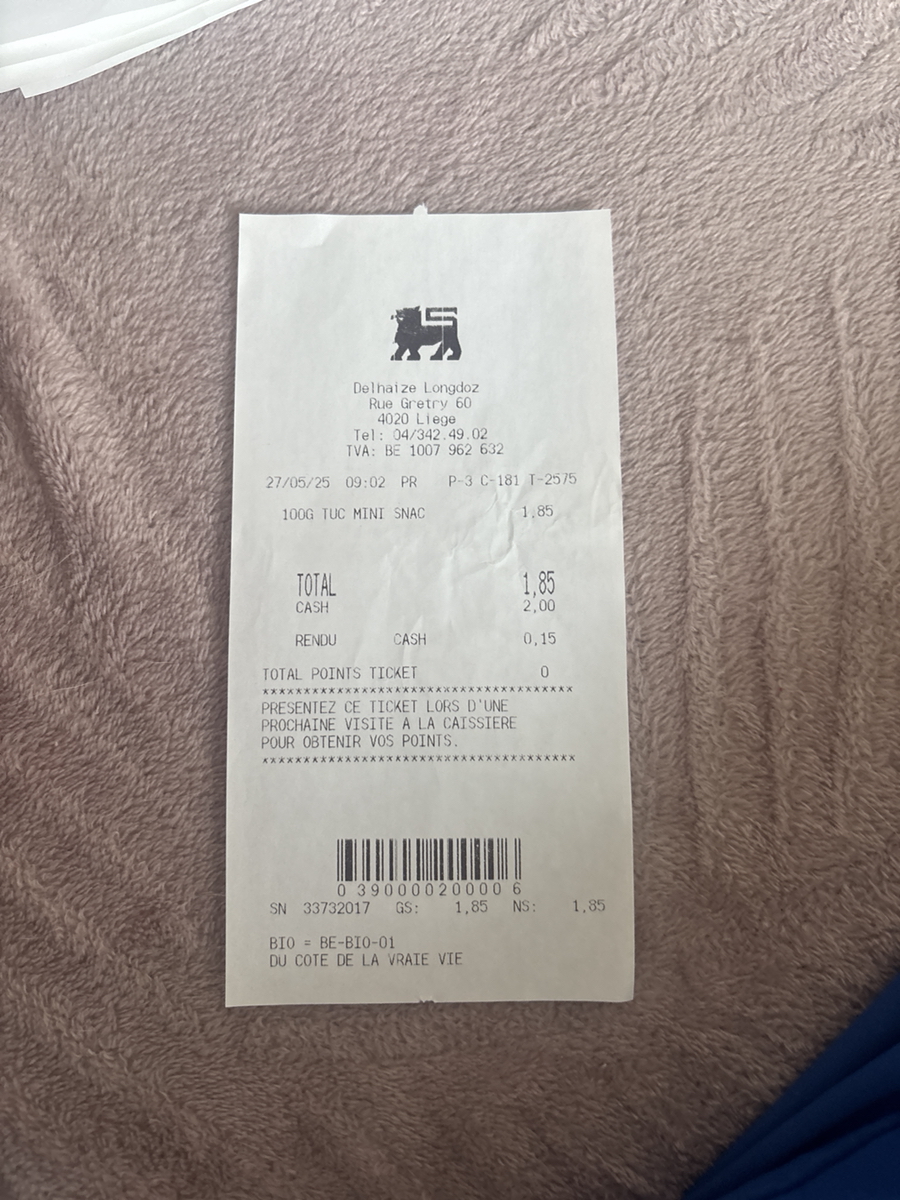 Delhaize Longdoz
Rue Gretry 60
4020 Liege
Tel: 04/342.49.02
TVA: BE 1007 962 632
27/05/25 09:02 PR P-3 C-181 T-2575
100G TUC MINI SNAC 1,85
TOTAL 1,85
CASH 2,00
RENDU CASH 0,15
TOTAL POINTS TICKET 0
**************************************
PRESENTEZ CE TICKET LORS D'UNE
PROCHAINE VISITE A LA CAISSIERE
POUR OBTENIR VOS POINTS.
**************************************
0 39000020000 6
SN 33732017 GS: 1,85 NS: 1,85
BIO = BE-BIO-01
DU COTE DE LA VRAIE VIE